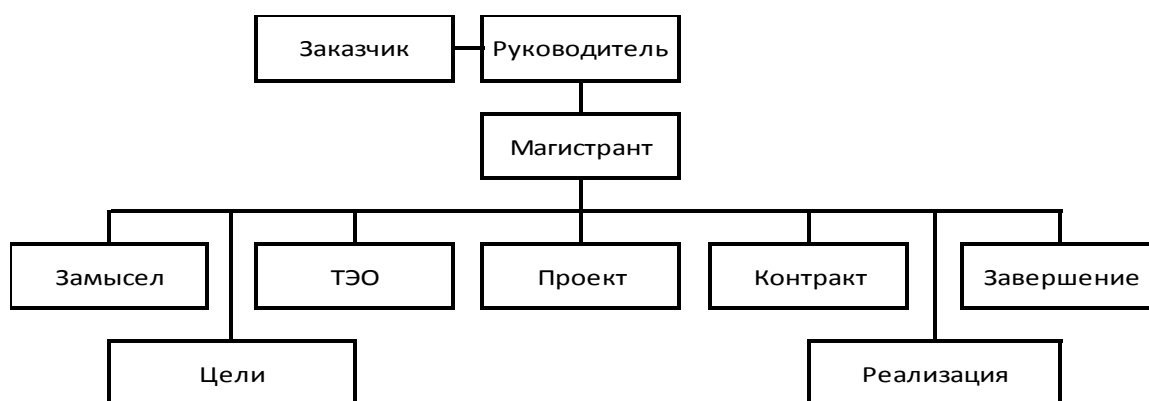 Заказчик
Руководитель
Магистрант
Замысел
ТЭО
Проект
Контракт
Завершение
Цели
Реализация